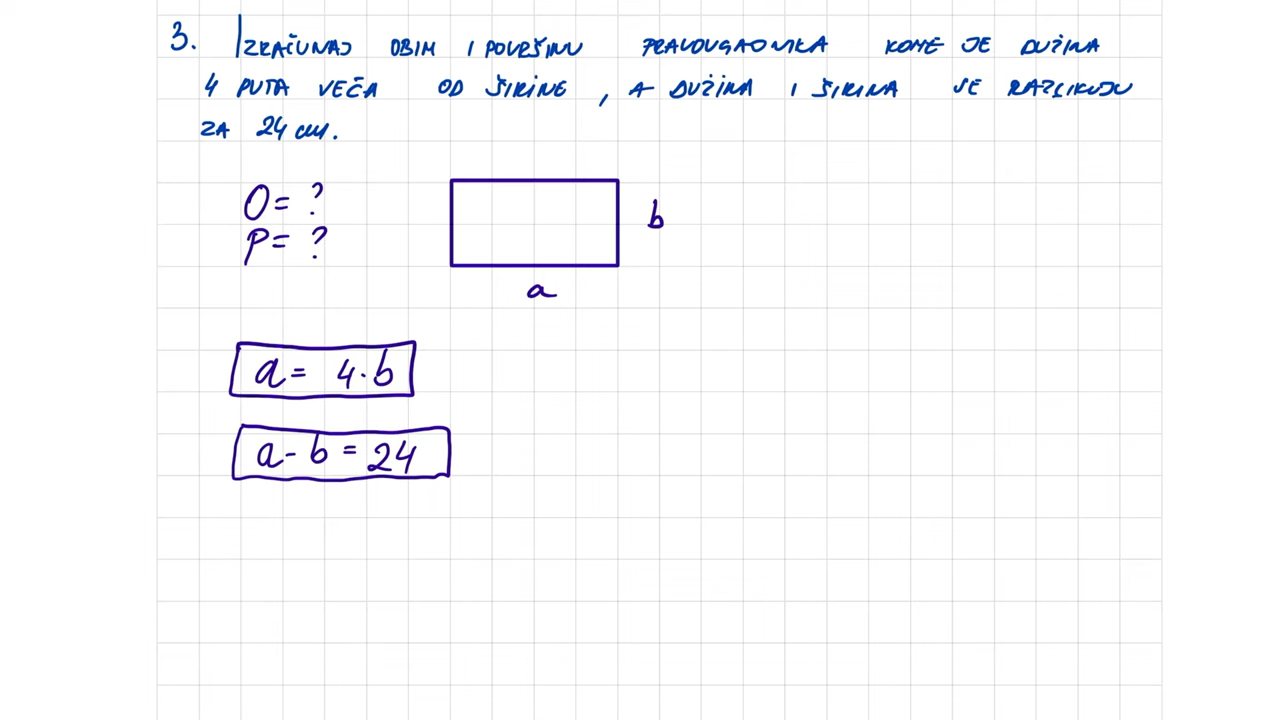 3. IZRAČUNAJ OBIM I POVRŠINU PRAVOUGAONIKA KOME JE DUŽINA
4 PUTA VEĆA OD ŠIRINE, A DUŽINA I ŠIRINA SE RAZLIKUJU
ZA 24 cm.
O = ?
P = ?
b
a
a = 4·b
a - b = 24